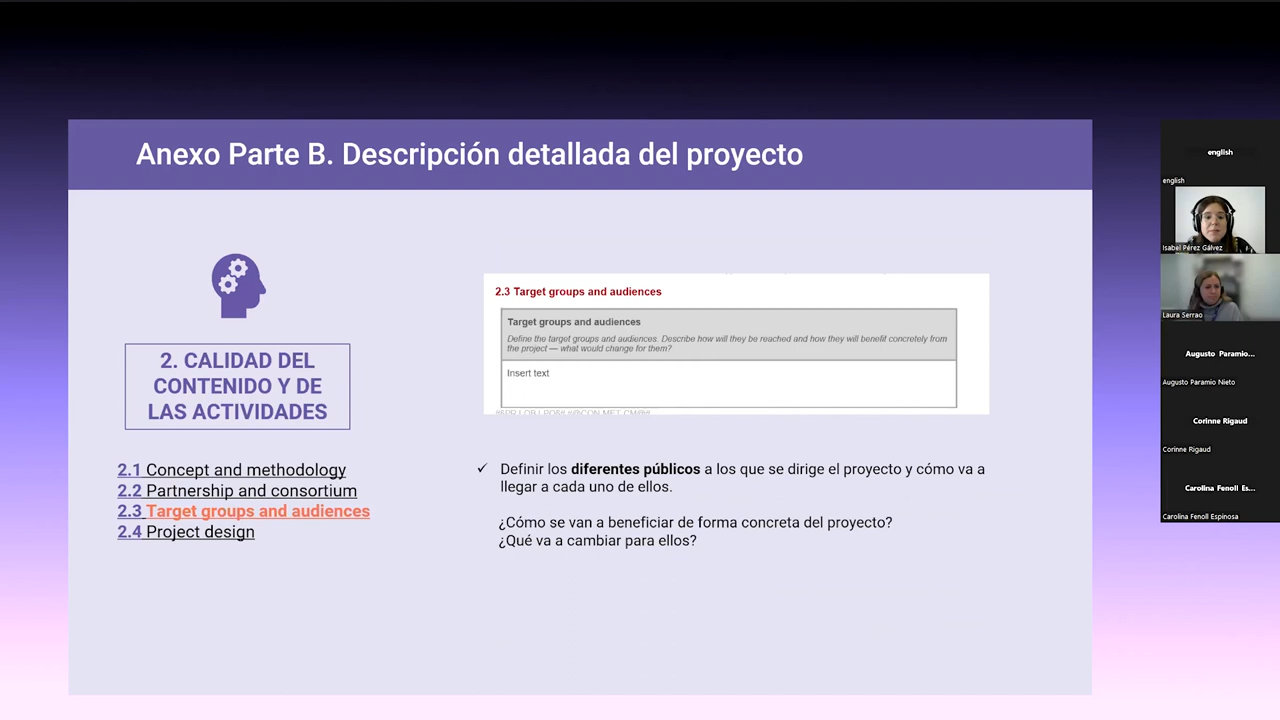 Anexo Parte B. Descripción detallada del proyecto
2. CALIDAD DEL
CONTENIDO Y DE
LAS ACTIVIDADES
2.1 Concept and methodology
2.2 Partnership and consortium
2.3 Target groups and audiences
2.4 Project design
2.3 Target groups and audiences
Target groups and audiences
Define the target groups and audiences. Describe how will they be reached and how they will benefit concretely from
the project — what would change for them?
Insert text
✓ Definir los diferentes públicos a los que se dirige el proyecto y cómo va a
llegar a cada uno de ellos.
¿Cómo se van a beneficiar de forma concreta del proyecto?
¿Qué va a cambiar para ellos?
english
english
Isabel Pérez Gálvez
Laura Serrao
Augusto Paramio...
Augusto Paramio Nieto
Corinne Rigaud
Corinne Rigaud
Carolina Fenoll Es...
Carolina Fenoll Espinosa